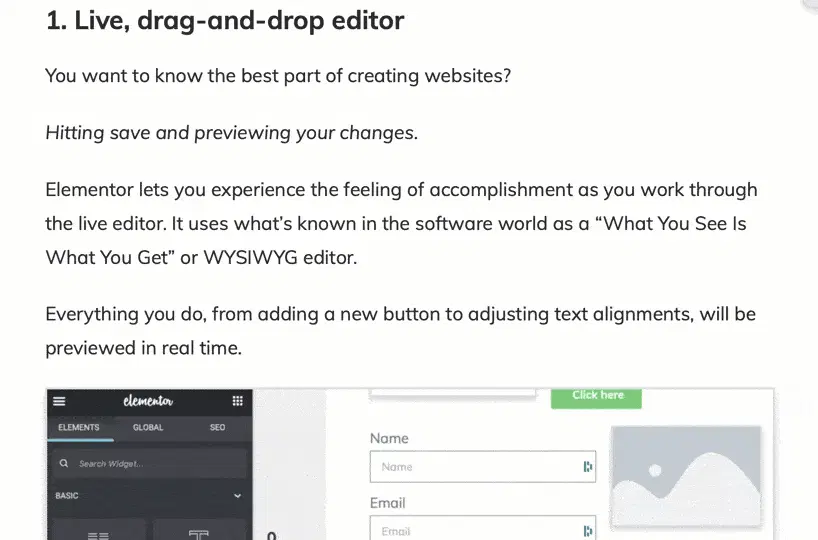 1. Live, drag-and-drop editor
You want to know the best part of creating websites?
Hitting save and previewing your changes.
Elementor lets you experience the feeling of accomplishment as you work through
the live editor. It uses what’s known in the software world as a “What You See Is
What You Get” or WYSIWYG editor.
Everything you do, from adding a new button to adjusting text alignments, will be
previewed in real time.
elementor
Click here
ELEMENTS GLOBAL SEO
Name
Search Widget...
Name
BASIC
Email
Email